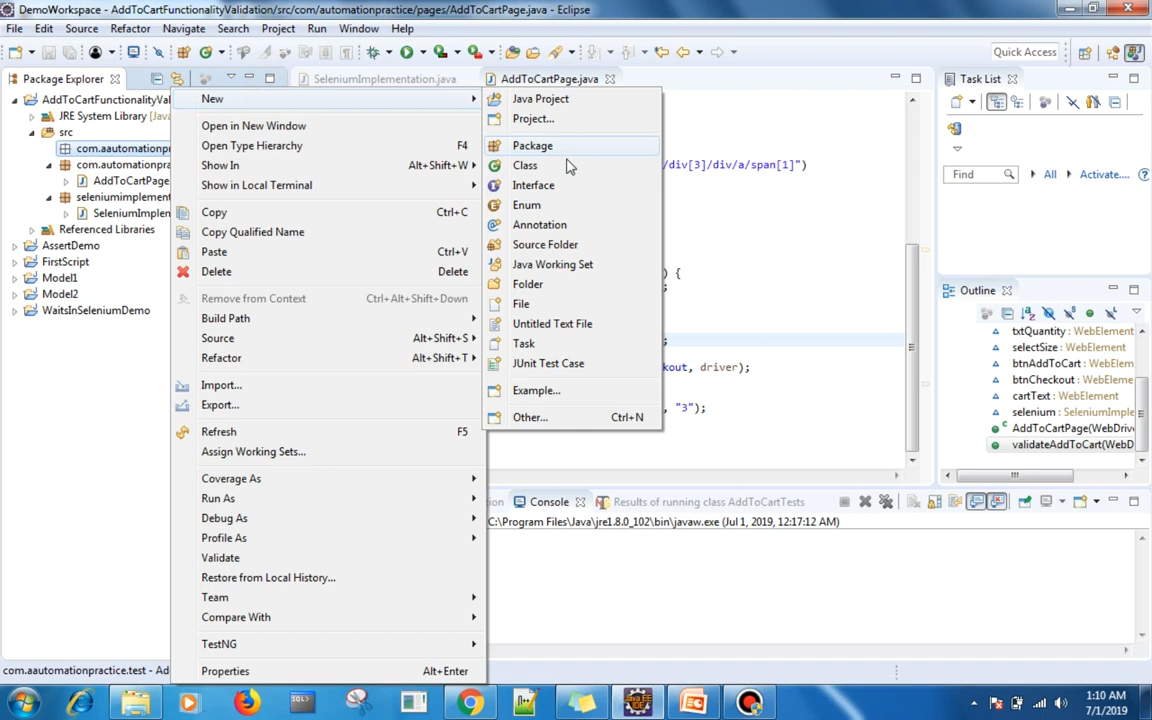 DemoWorkspace - AddToCartFunctionalityValidation/src/com/automationpractice/pages/AddToCartPage.java - Eclipse
File Edit Source Refactor Navigate Search Project Run Window Help
Quick Access
Package Explorer
SeleniumImplementation.java
AddToCartPage.java
Task List
AddToCartFunctionalityVal
JRE System Library [Java
src
com.aautomationpr
com.automationpra
AddToCartPage
seleniumimplement
SeleniumImplen
Referenced Libraries
AssertDemo
FirstScript
Model1
Model2
WaitsInSeleniumDemo
New
Open in New Window
Open Type Hierarchy F4
Show In Alt+Shift+W
Show in Local Terminal
Copy Ctrl+C
Copy Qualified Name
Paste Ctrl+V
Delete Delete
Remove from Context Ctrl+Alt+Shift+Down
Build Path
Source Alt+Shift+S
Refactor Alt+Shift+T
Import...
Export...
Refresh F5
Assign Working Sets...
Coverage As
Run As
Debug As
Profile As
Validate
Restore from Local History...
Team
Compare With
TestNG
Properties Alt+Enter
Java Project
Project...
Package
Class
Interface
Enum
Annotation
Source Folder
Java Working Set
Folder
File
Untitled Text File
Task
JUnit Test Case
Example...
Other... Ctrl+N
/div[3]/div/a/span[1]")
) {
;
;
kout, driver);
, "3");
Find All Activate....
Outline
txtQuantity : WebElement
selectSize : WebElement
btnAddToCart : WebElement
btnCheckout : WebElement
cartText : WebElement
selenium : SeleniumImple
AddToCartPage(WebDrive
validateAddToCart(WebD
tion
Console
Results of running class AddToCartTests
C:\Program Files\Java\jre1.8.0_102\bin\javaw.exe (Jul 1, 2019, 12:17:12 AM)
com.aautomationpractice.test - Ad
1:10 AM
7/1/2019